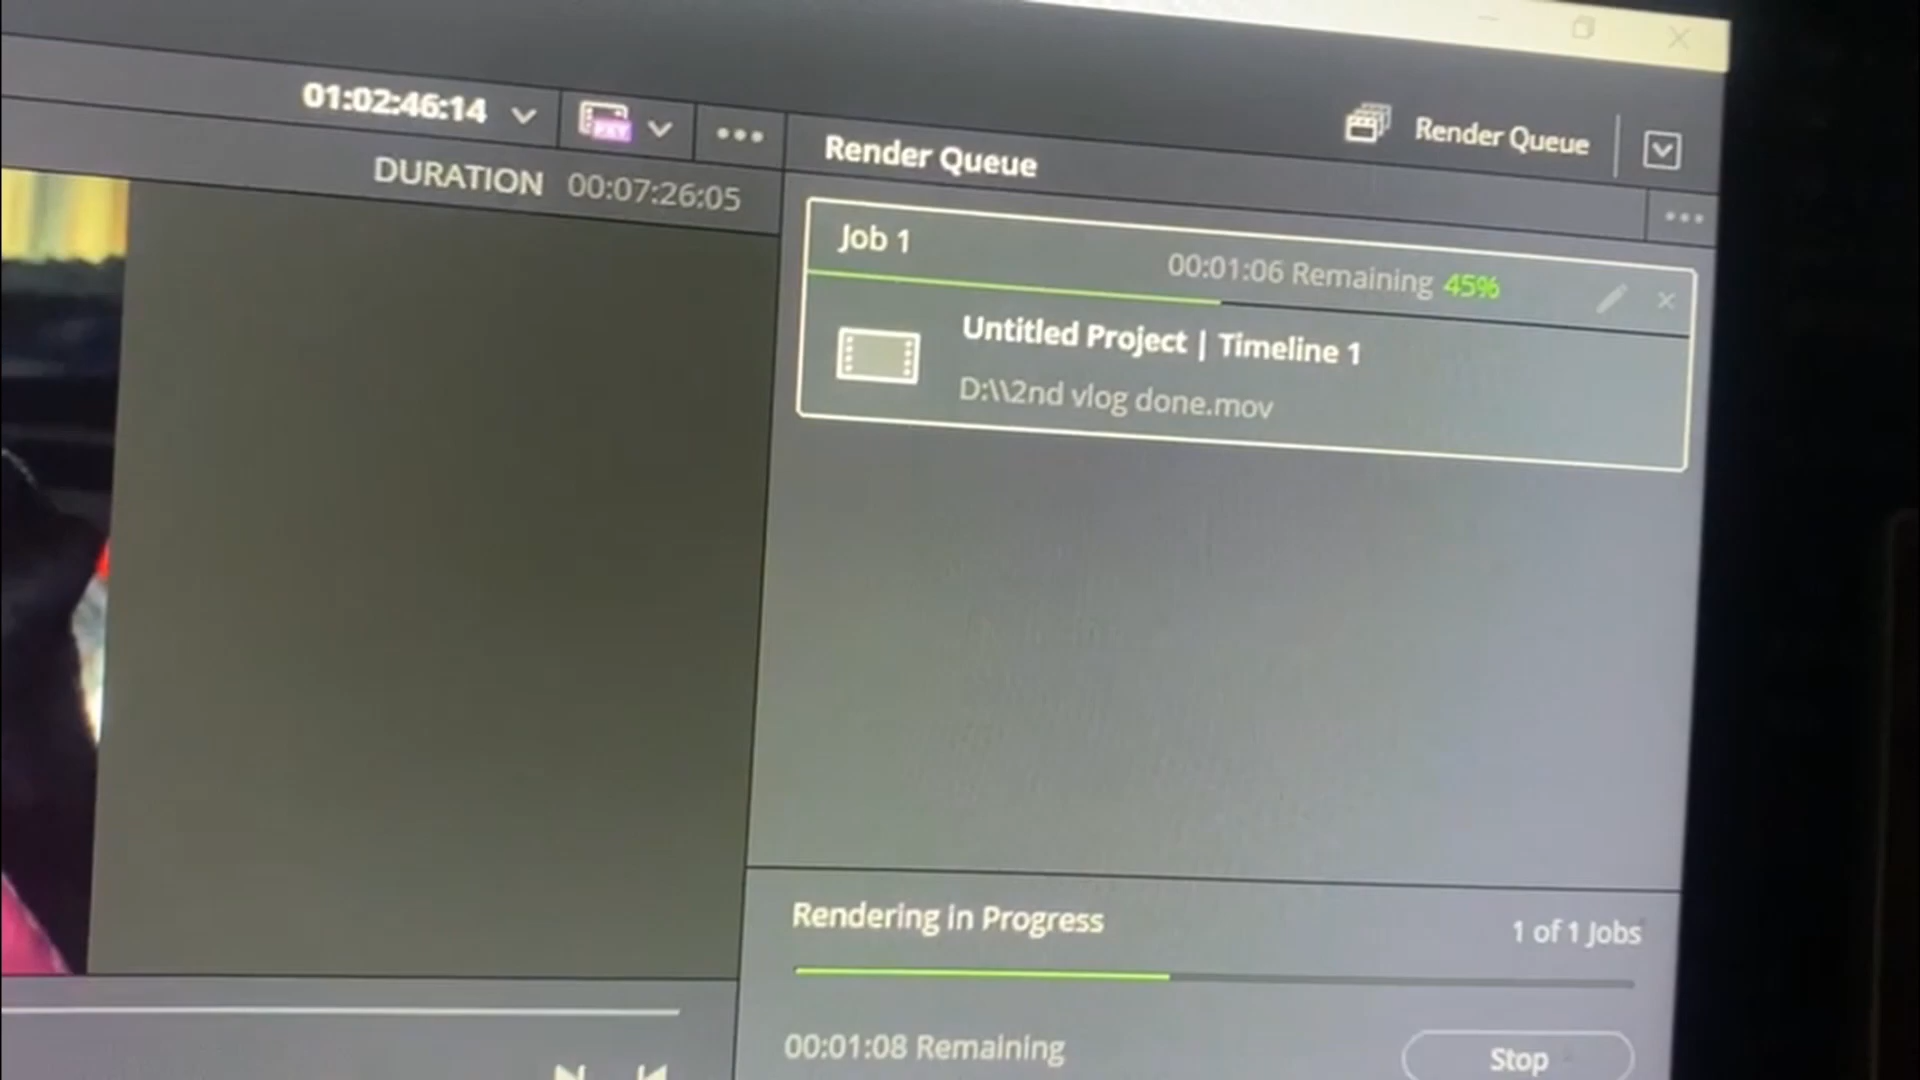 01:02:46:14
PXY
Render Queue
Render Queue
DURATION 00:07:26:05
Job 1
00:01:06 Remaining 45%
Untitled Project | Timeline 1
D:\\2nd vlog done.mov
Rendering in Progress
1 of 1 Jobs
00:01:08 Remaining
Stop